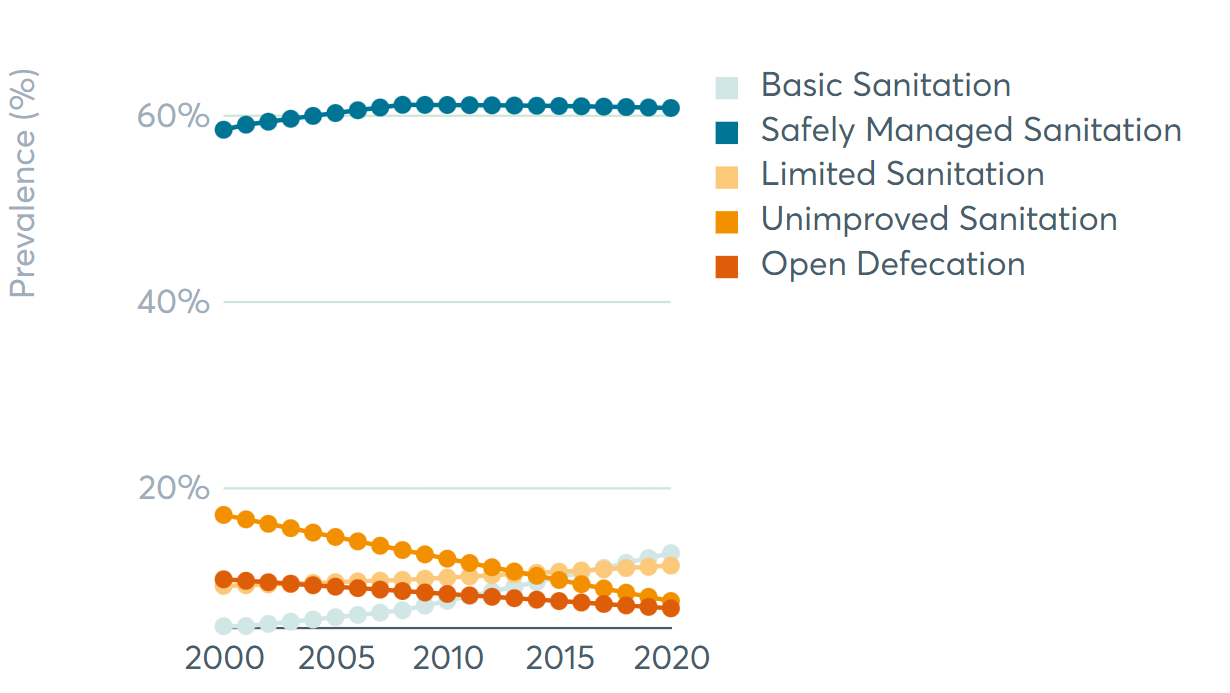 Prevalence (%)
60%
40%
20%
2000 2005 2010 2015 2020
Basic Sanitation
Safely Managed Sanitation
Limited Sanitation
Unimproved Sanitation
Open Defecation